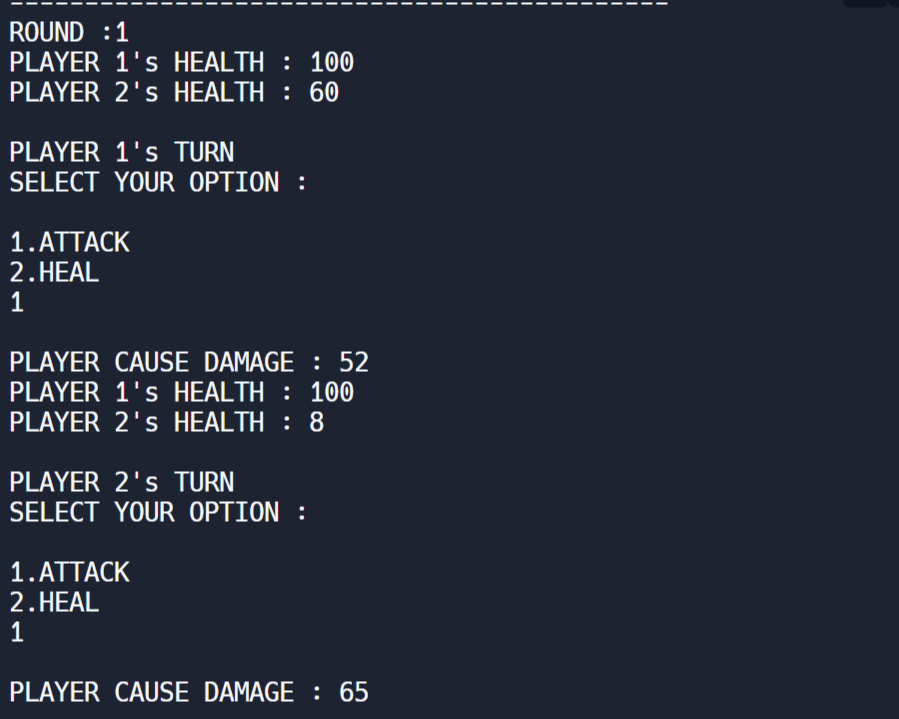 --------------------------------------------
ROUND :1
PLAYER 1's HEALTH : 100
PLAYER 2's HEALTH : 60
PLAYER 1's TURN
SELECT YOUR OPTION :
1.ATTACK
2.HEAL
1
PLAYER CAUSE DAMAGE : 52
PLAYER 1's HEALTH : 100
PLAYER 2's HEALTH : 8
PLAYER 2's TURN
SELECT YOUR OPTION :
1.ATTACK
2.HEAL
1
PLAYER CAUSE DAMAGE : 65